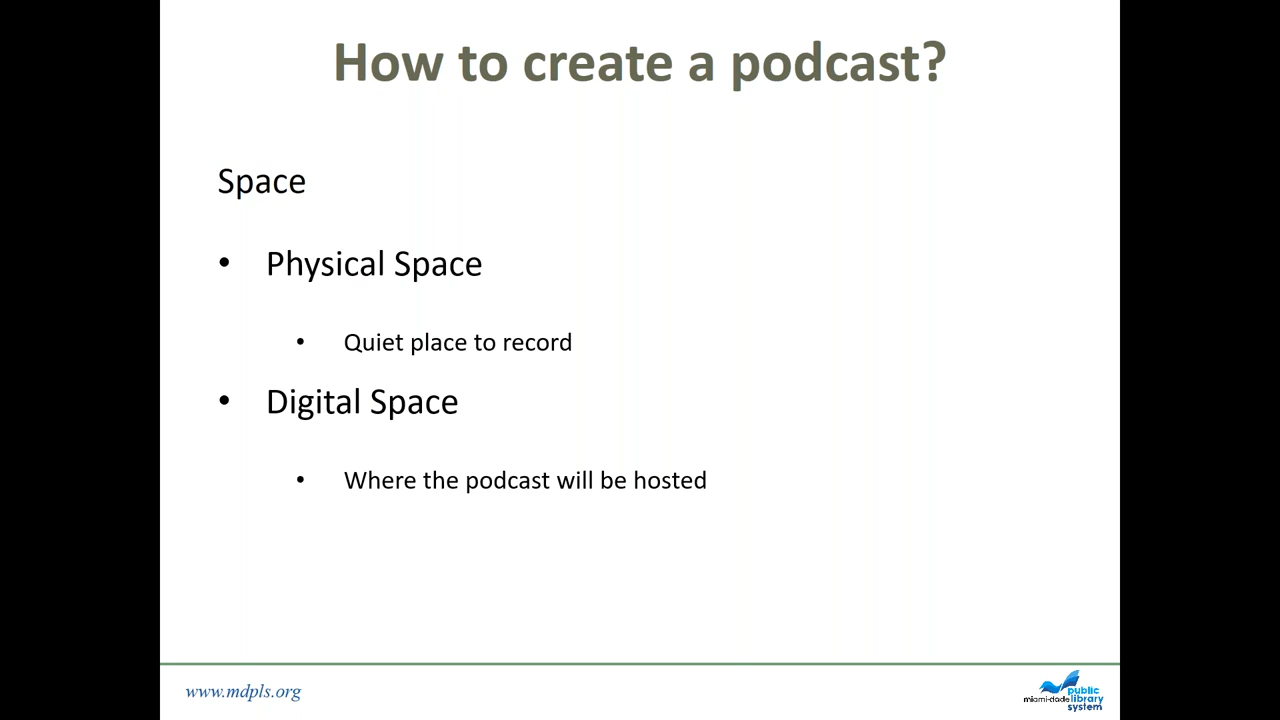 How to create a podcast?
Space
• Physical Space
• Quiet place to record
• Digital Space
• Where the podcast will be hosted
www.mdpls.org
miami-dade public library system